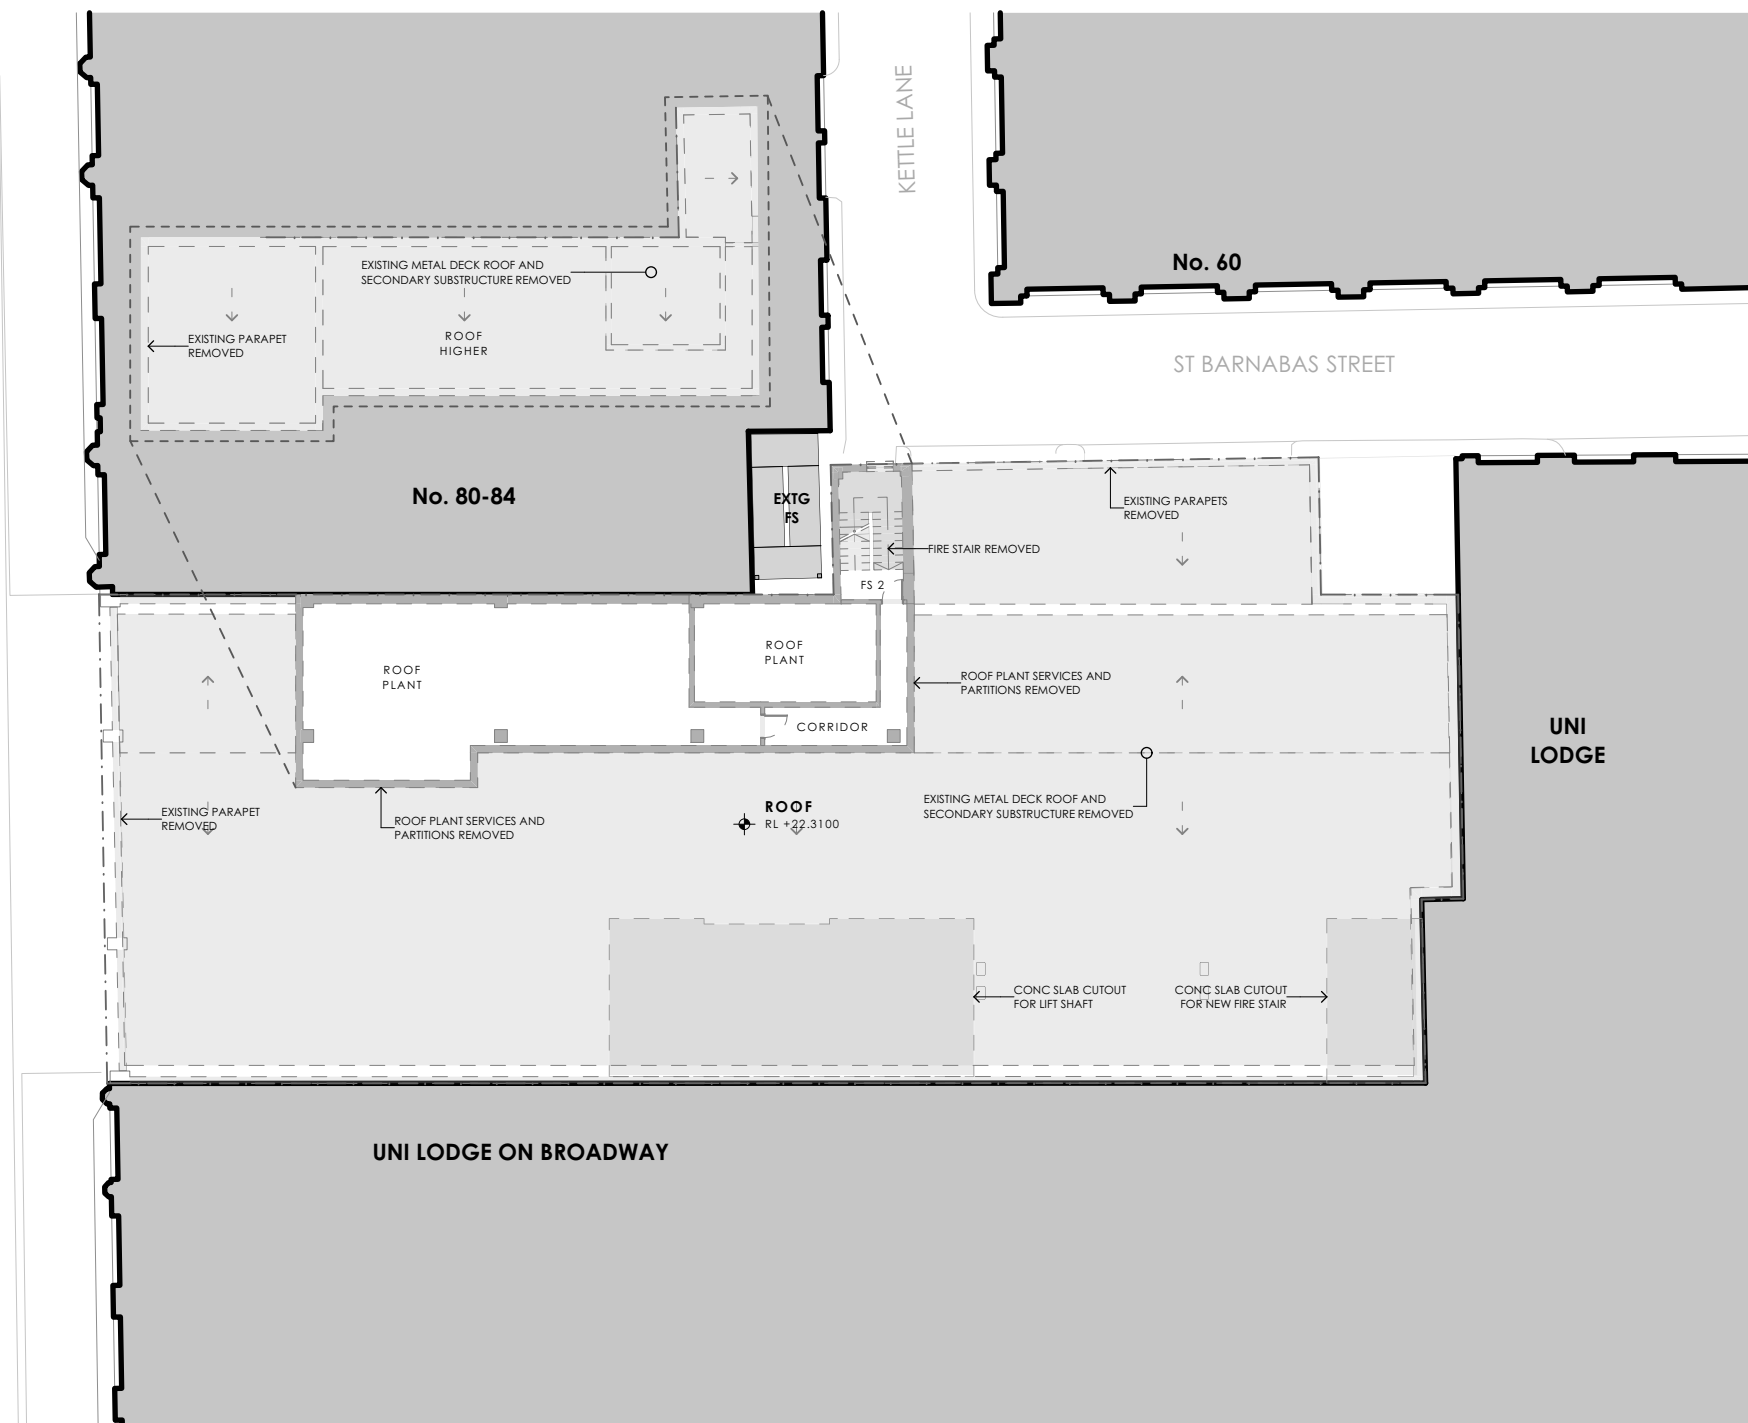 KETTLE LANE
No. 60
EXISTING METAL DECK ROOF AND
SECONDARY SUBSTRUCTURE REMOVED
EXISTING PARAPET
REMOVED
ROOF
HIGHER
ST BARNABAS STREET
No. 80-84
EXTG
FS
EXISTING PARAPETS
REMOVED
FIRE STAIR REMOVED
FS 2
ROOF
PLANT
ROOF
PLANT
ROOF PLANT SERVICES AND
PARTITIONS REMOVED
CORRIDOR
UNI
LODGE
EXISTING PARAPET
REMOVED
ROOF PLANT SERVICES AND
PARTITIONS REMOVED
ROOF
RL +22.3100
EXISTING METAL DECK ROOF AND
SECONDARY SUBSTRUCTURE REMOVED
CONC SLAB CUTOUT
FOR LIFT SHAFT
CONC SLAB CUTOUT
FOR NEW FIRE STAIR
UNI LODGE ON BROADWAY